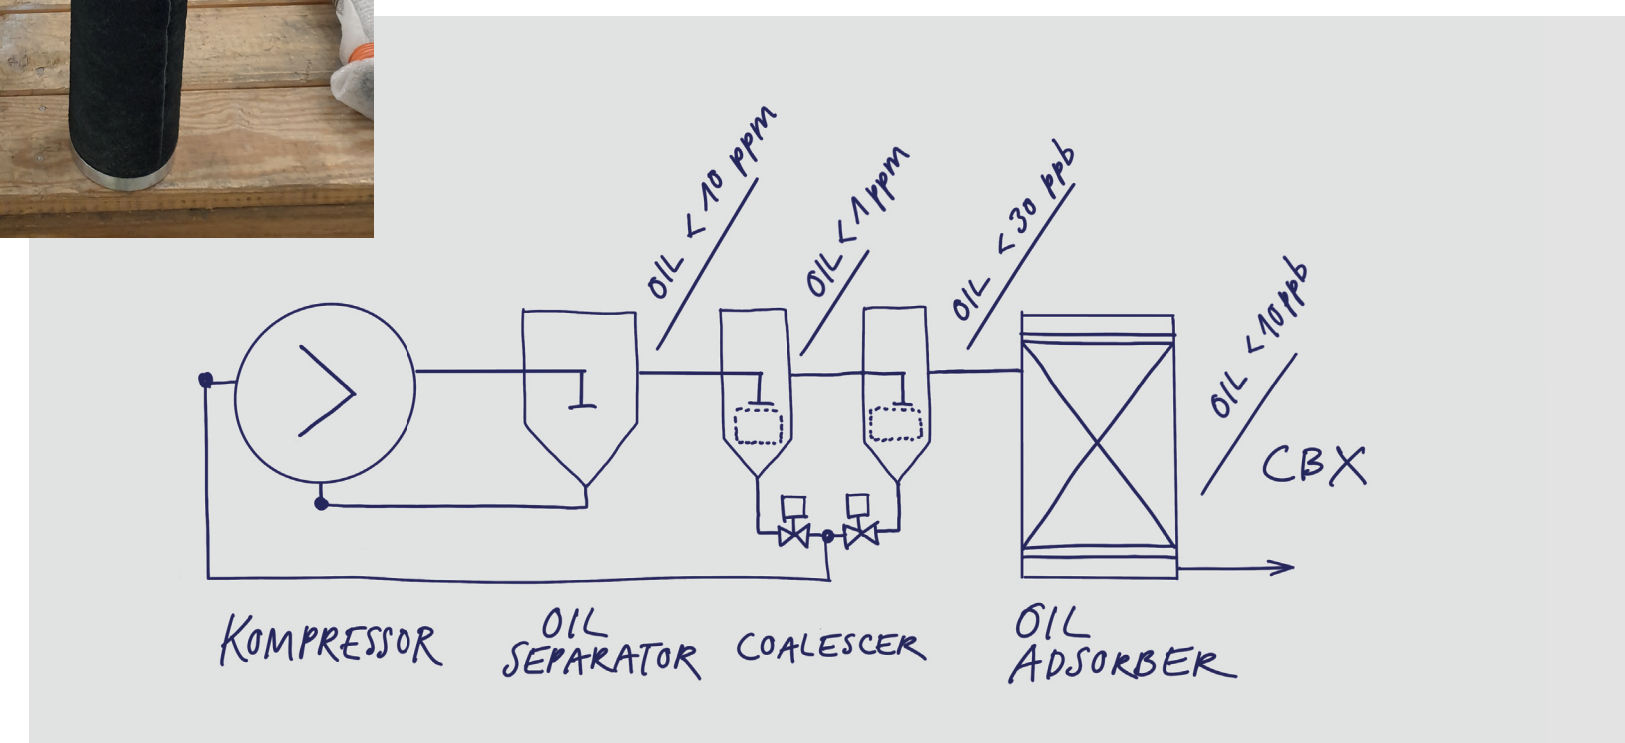 OIL < 10 ppm
OIL < 1 ppm
OIL < 30 ppb
OIL < 10 ppb
CBX
KOMPRESSOR
OIL
SEPARATOR
COALESCER
OIL
ADSORBER